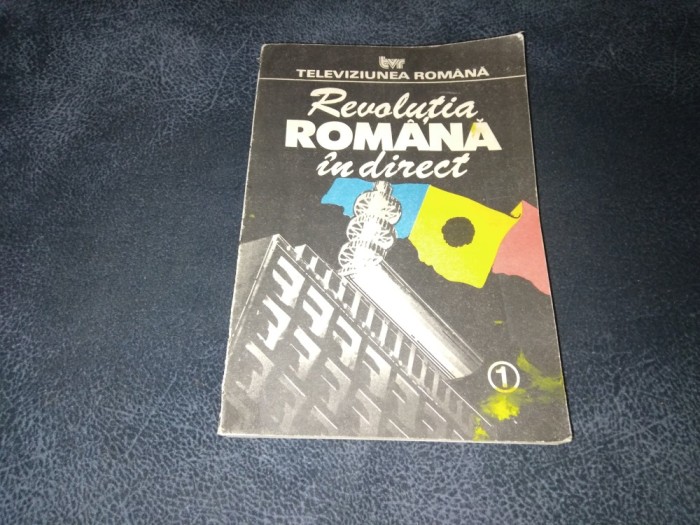 tvr
TELEVIZIUNEA ROMÂNĂ
Revoluția
ROMÂNĂ
în direct
1